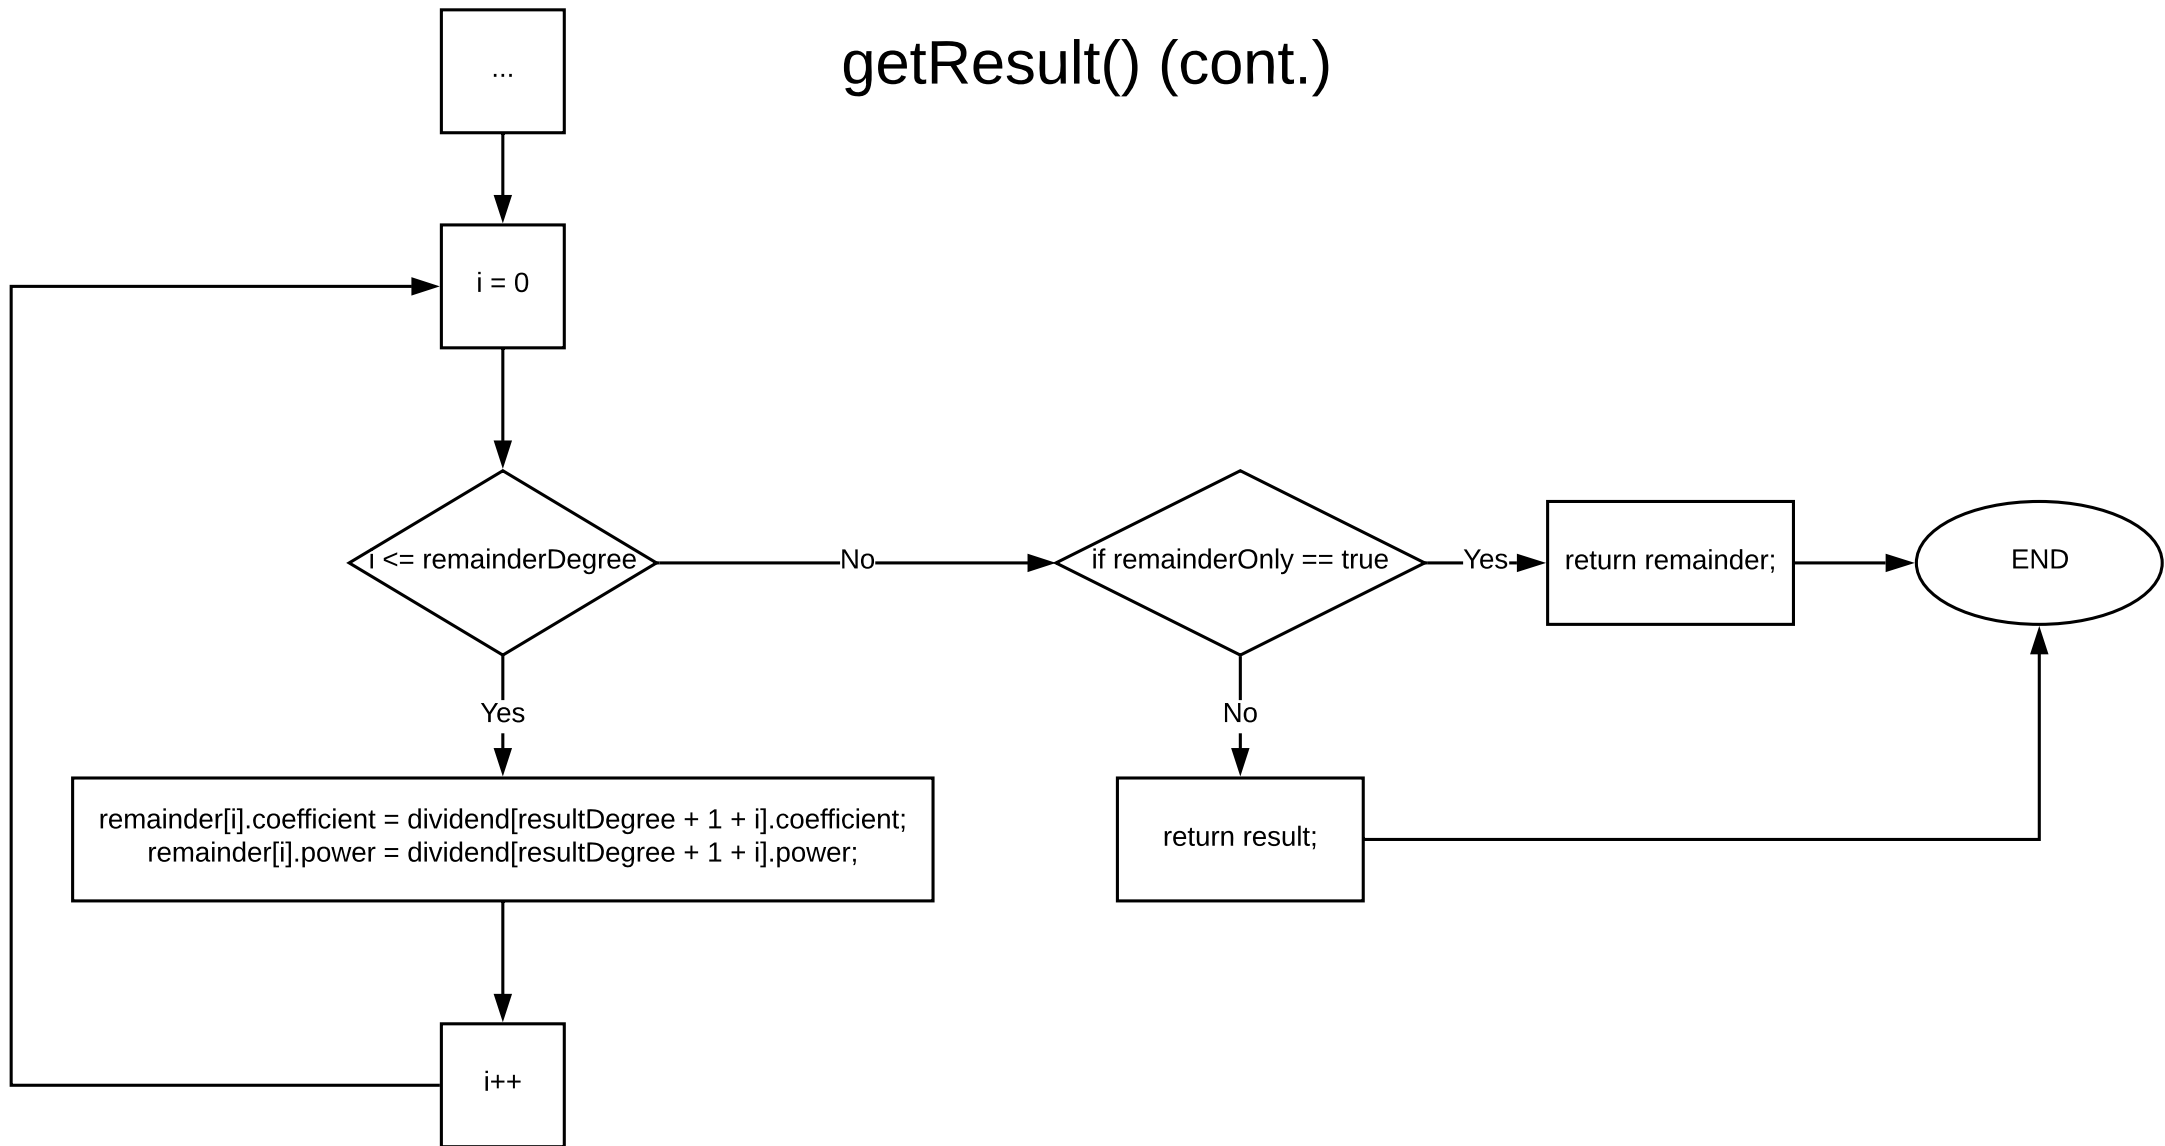 ...
getResult() (cont.)
i = 0
i <= remainderDegree
No
if remainderOnly == true
Yes
return remainder;
END
Yes
No
remainder[i].coefficient = dividend[resultDegree + 1 + i].coefficient;
remainder[i].power = dividend[resultDegree + 1 + i].power;
return result;
i++